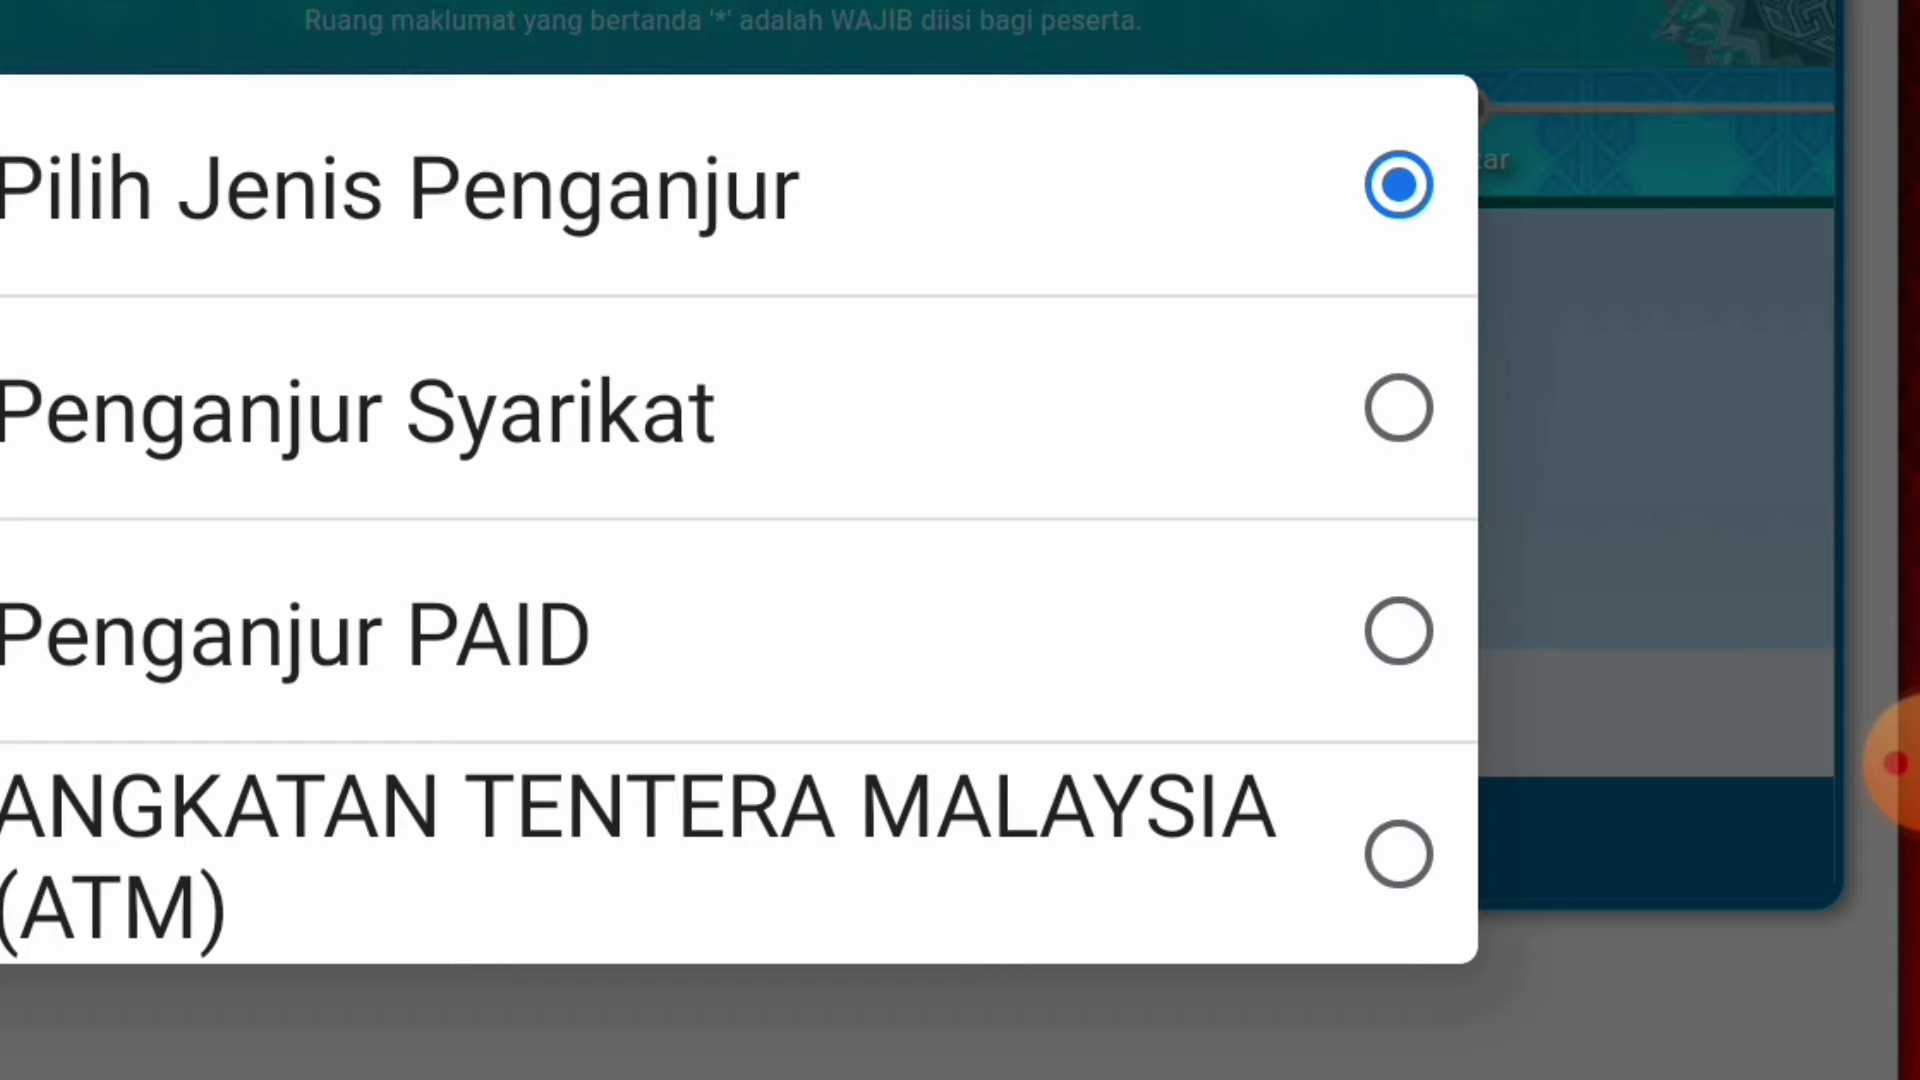 Ruang maklumat yang bertanda '*' adalah WAJIB diisi bagi peserta.
Pilih Jenis Penganjur
tar
Penganjur Syarikat
Penganjur PAID
ANGKATAN TENTERA MALAYSIA
(ATM)